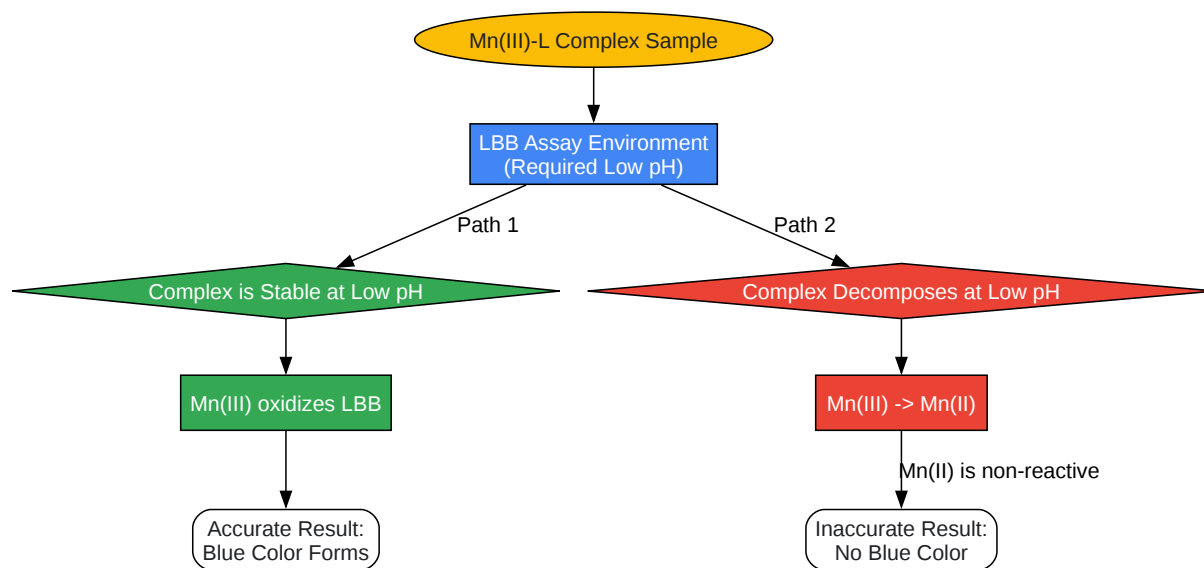 Mn(III)-L Complex Sample
LBB Assay Environment
(Required Low pH)
Path 1
Path 2
Complex is Stable at Low pH
Complex Decomposes at Low pH
Mn(III) oxidizes LBB
Mn(III) -> Mn(II)
Mn(II) is non-reactive
Accurate Result:
Blue Color Forms
Inaccurate Result:
No Blue Color